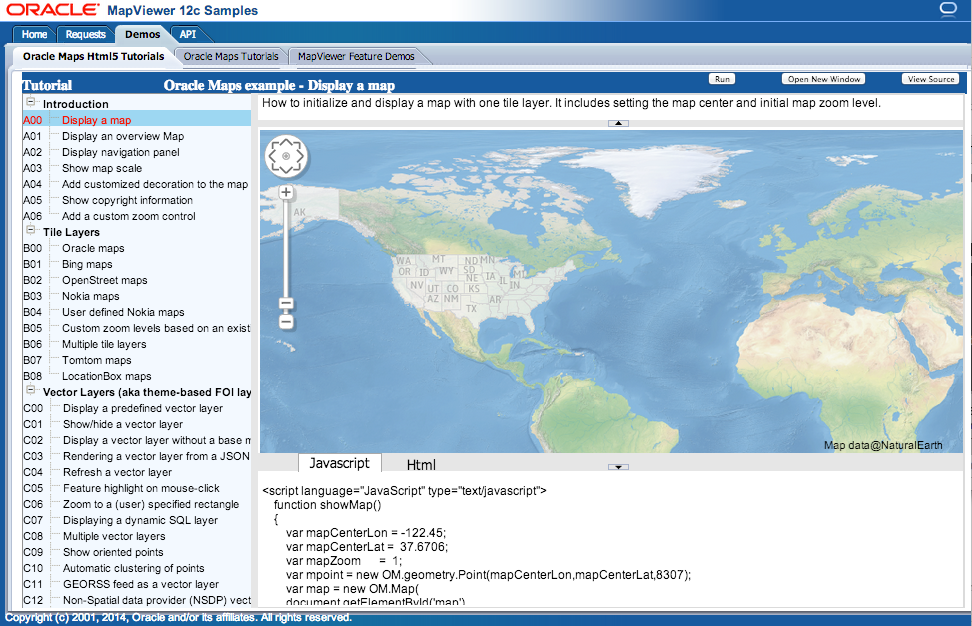 ORACLE MapViewer 12c Samples
Home Requests Demos API
Oracle Maps Html5 Tutorials Oracle Maps Tutorials MapViewer Feature Demos
Tutorial Oracle Maps example - Display a map Run Open New Window View Source
Introduction
A00 Display a map
A01 Display an overview Map
A02 Display navigation panel
A03 Show map scale
A04 Add customized decoration to the map
A05 Show copyright information
A06 Add a custom zoom control
Tile Layers
B00 Oracle maps
B01 Bing maps
B02 OpenStreet maps
B03 Nokia maps
B04 User defined Nokia maps
B05 Custom zoom levels based on an exist
B06 Multiple tile layers
B07 Tomtom maps
B08 LocationBox maps
Vector Layers (aka theme-based FOI lay
C00 Display a predefined vector layer
C01 Show/hide a vector layer
C02 Display a vector layer without a base m
C03 Rendering a vector layer from a JSON
C04 Refresh a vector layer
C05 Feature highlight on mouse-click
C06 Zoom to a (user) specified rectangle
C07 Displaying a dynamic SQL layer
C08 Multiple vector layers
C09 Show oriented points
C10 Automatic clustering of points
C11 GEORSS feed as a vector layer
C12 Non-Spatial data provider (NSDP) vect
How to initialize and display a map with one tile layer. It includes setting the map center and initial map zoom level.
AK
WA MT ND MN
OR ID WY SD MI
NE IA IL IN
NV UT CO KS
AZ NM AR
TX
Map data@NaturalEarth
Javascript Html
<script language="JavaScript" type="text/javascript">
function showMap()
{
var mapCenterLon = -122.45;
var mapCenterLat = 37.6706;
var mapZoom = 1;
var mpoint = new OM.geometry.Point(mapCenterLon,mapCenterLat,8307);
var map = new OM.Map(
document.getElementById('map')
Copyright (c) 2001, 2014, Oracle and/or its affiliates. All rights reserved.